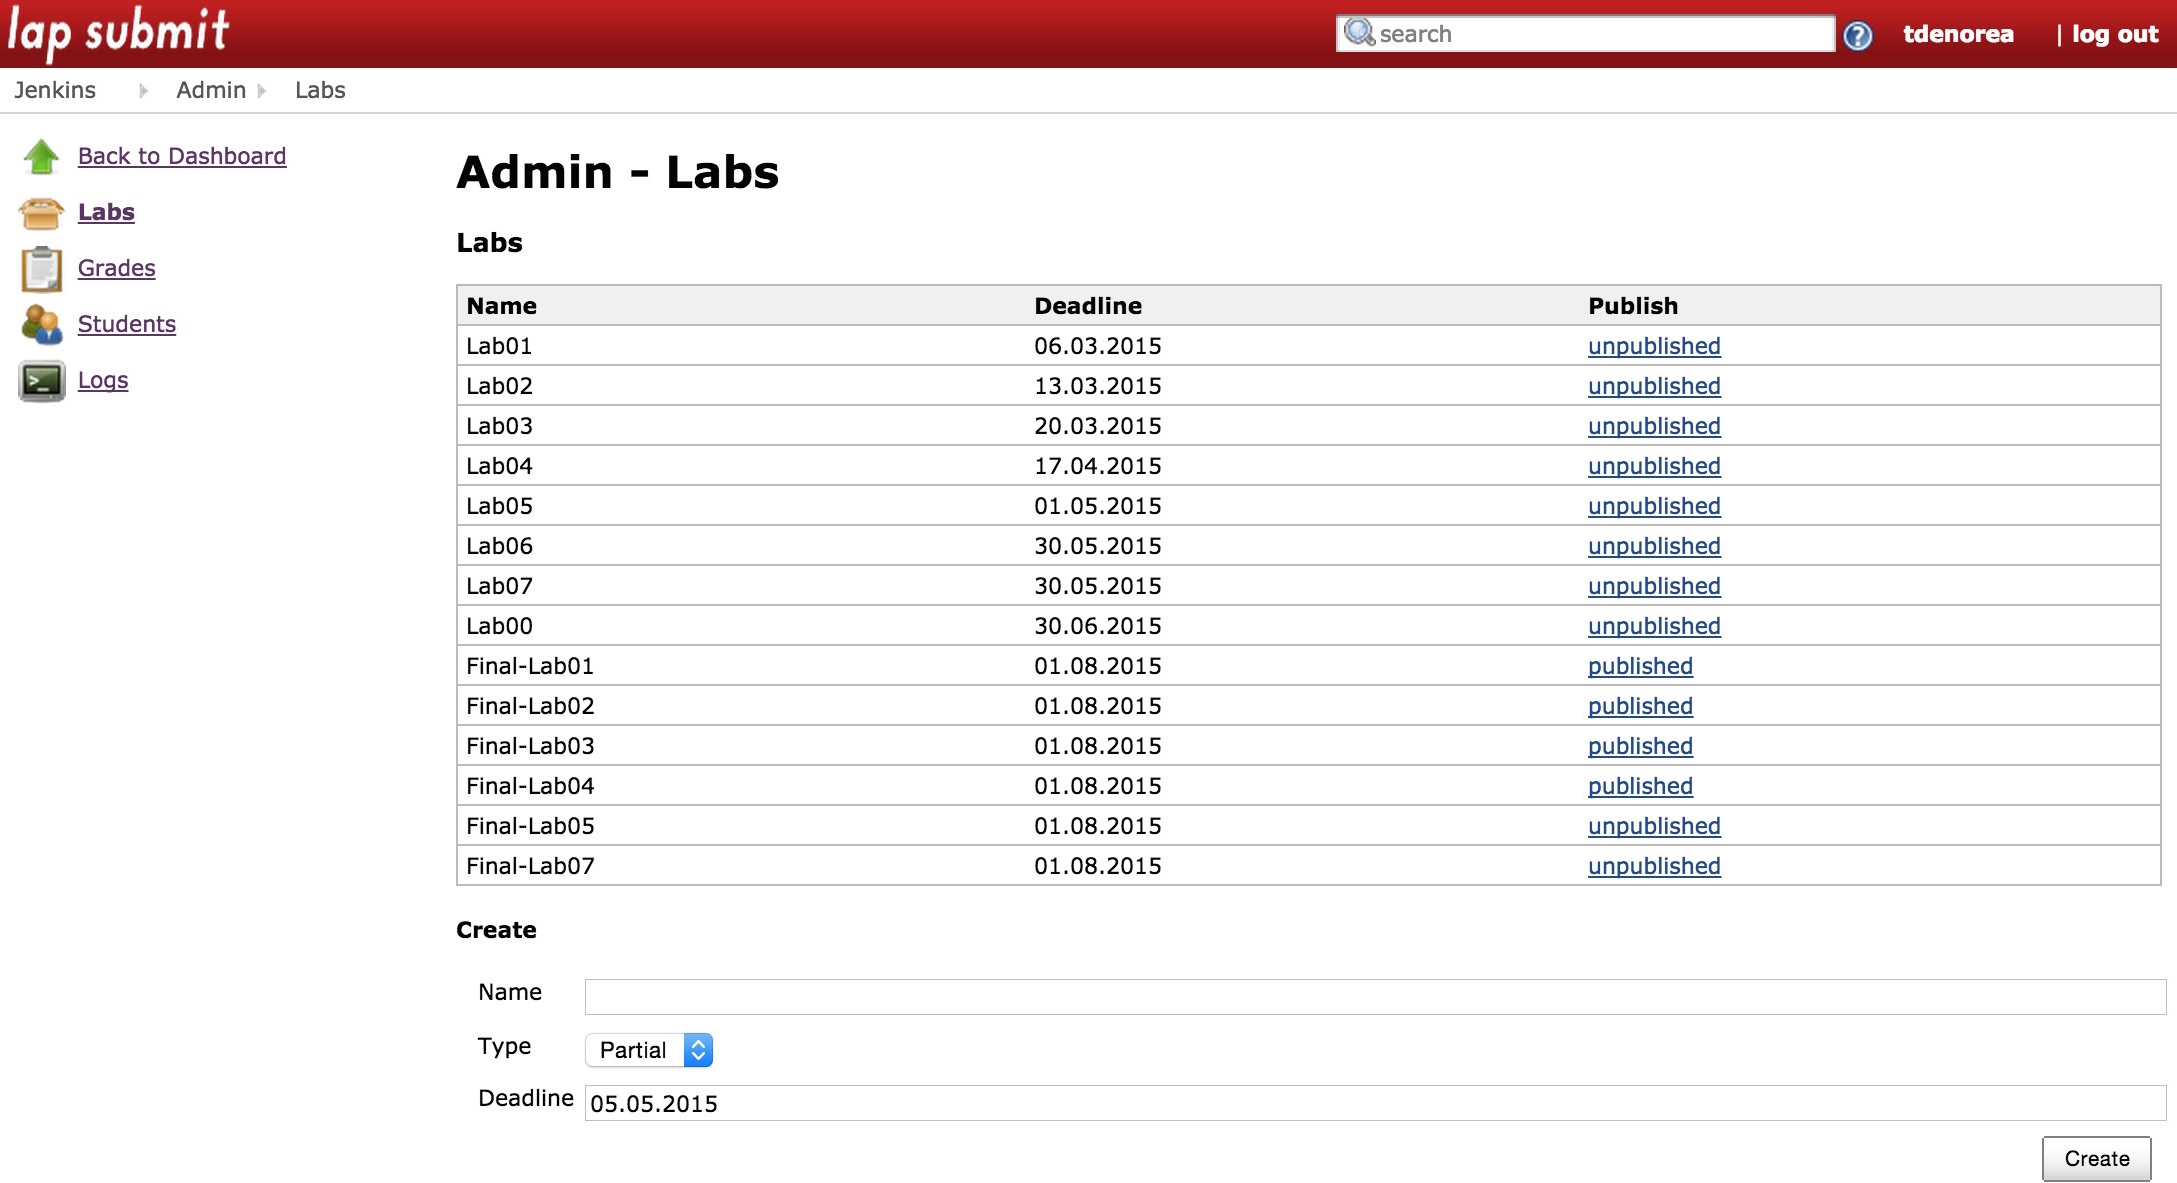 lap submit
search
tdenorea | log out
Jenkins Admin Labs
Back to Dashboard
Labs
Grades
Students
Logs
Admin - Labs
Labs
Name Deadline Publish
Lab01 06.03.2015 unpublished
Lab02 13.03.2015 unpublished
Lab03 20.03.2015 unpublished
Lab04 17.04.2015 unpublished
Lab05 01.05.2015 unpublished
Lab06 30.05.2015 unpublished
Lab07 30.05.2015 unpublished
Lab00 30.06.2015 unpublished
Final-Lab01 01.08.2015 published
Final-Lab02 01.08.2015 published
Final-Lab03 01.08.2015 published
Final-Lab04 01.08.2015 published
Final-Lab05 01.08.2015 unpublished
Final-Lab07 01.08.2015 unpublished
Create
Name
Type Partial
Deadline 05.05.2015
Create